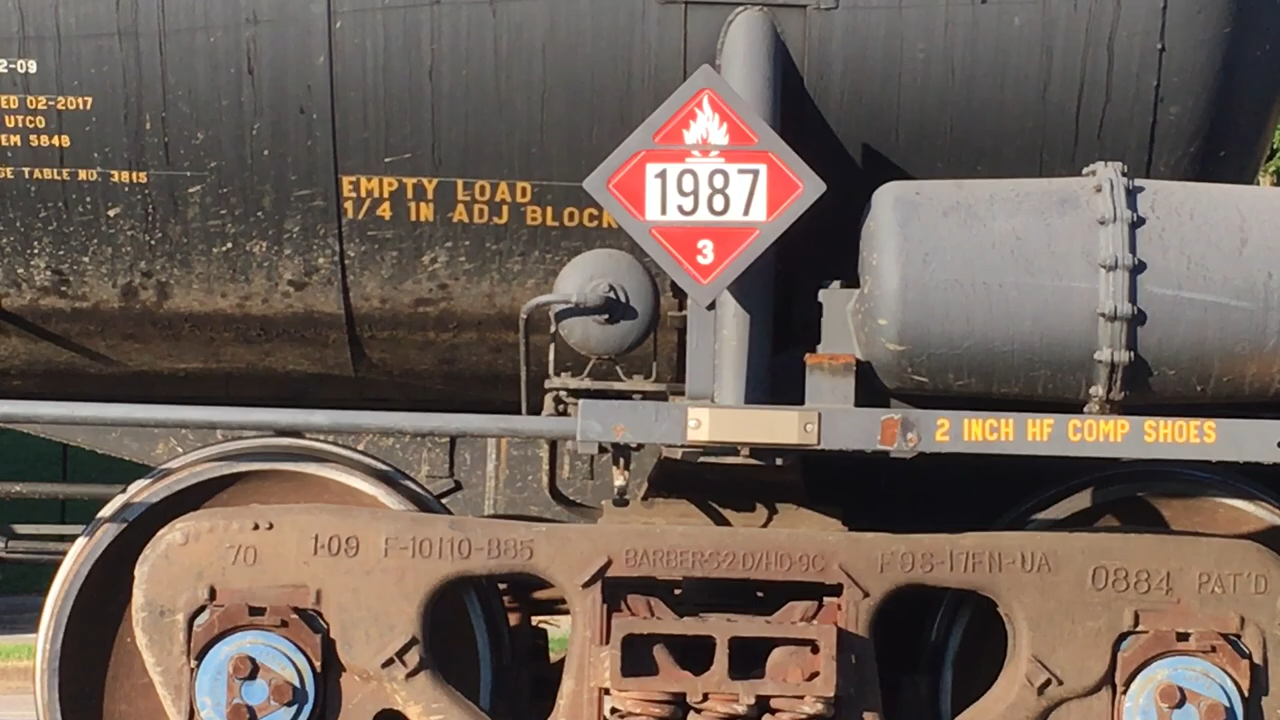 2-09
ED 02-2017
UTCO
EM 584B
GE TABLE NO. 3815
EMPTY LOAD
1/4 IN ADJ BLOCK
1987
3
2 INCH HF COMP SHOES
70 1-09 F-10110-B85 BARBER-S-2-D/HD-9C F9S-17FN-UA 0884 PAT'D